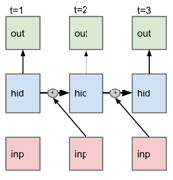 t=1 t=2 t=3
out out out
hid hid hid
+ +
inp inp inp